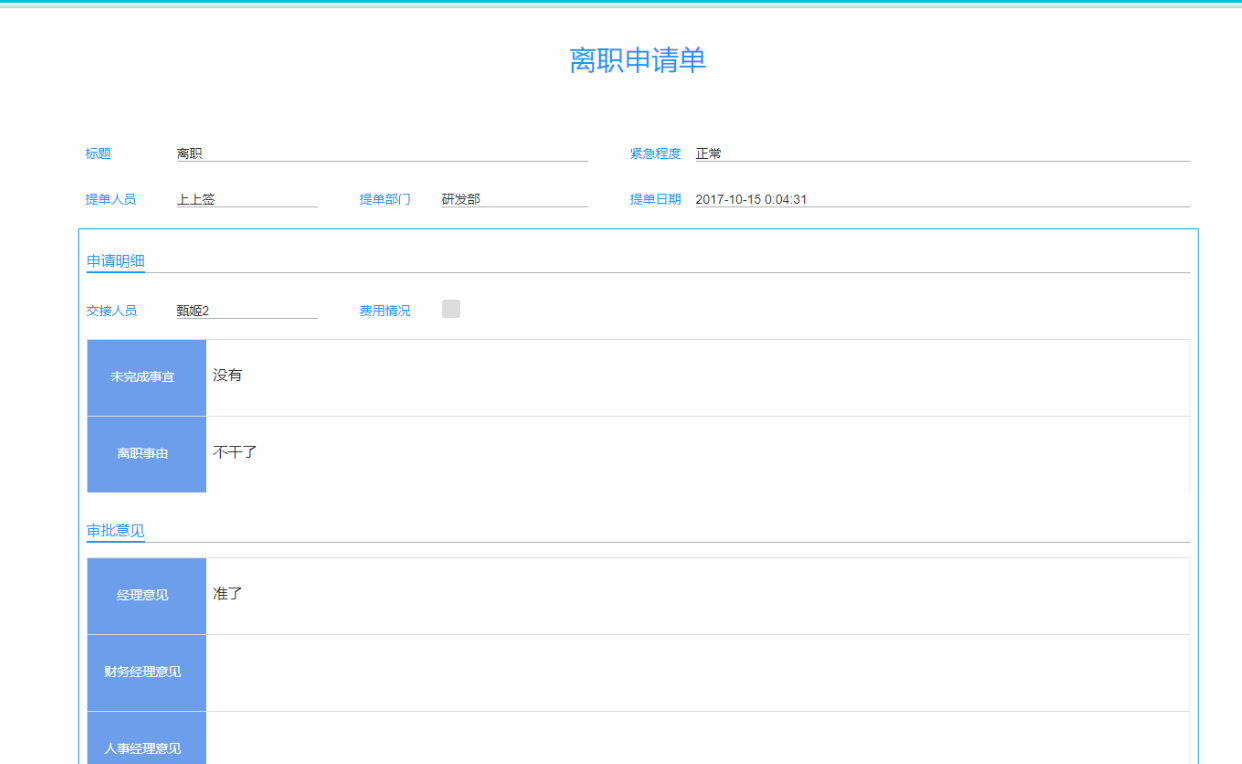 离职申请单
标题 离职 紧急程度 正常
提单人员 上上签 提单部门 研发部 提单日期 2017-10-15 0:04:31
申请明细
交接人员 甄姬2 费用情况
未完成事宜 没有
离职事由 不干了
审批意见
经理意见 准了
财务经理意见
人事经理意见